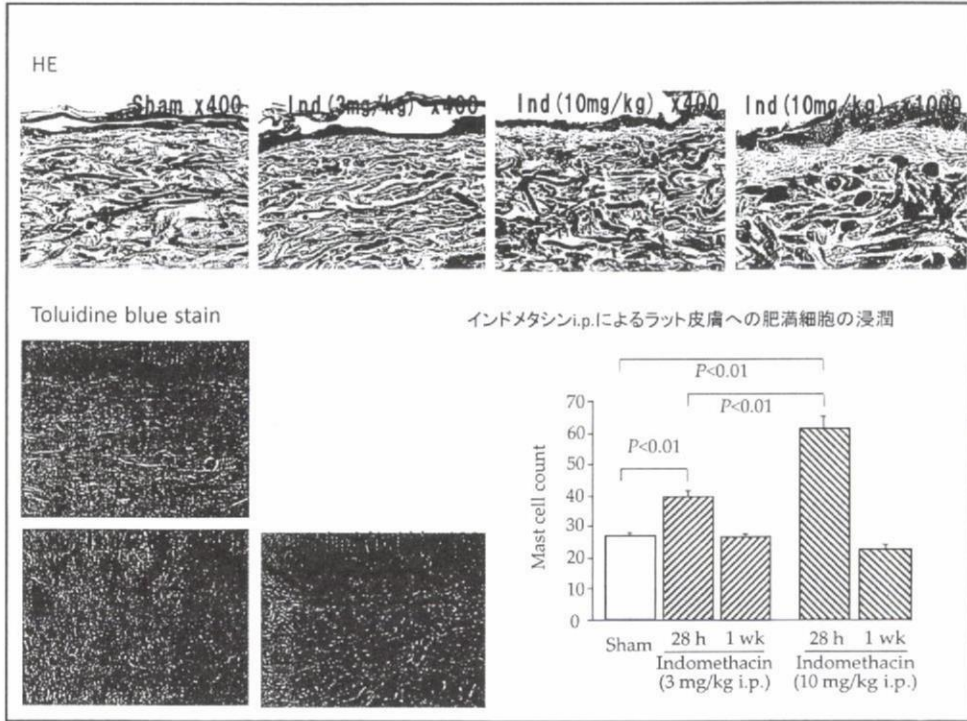 HE
Sham x400
Ind(3mg/kg) x400
Ind(10mg/kg) x400
Ind(10mg/kg) x1000
Toluidine blue stain
インドメタシンi.p.によるラット皮膚への肥満細胞の浸潤
P<0.01
P<0.01
P<0.01
Mast cell count
70
60
50
40
30
20
10
0
Sham
28 h
1 wk
28 h
1 wk
Indomethacin
(3 mg/kg i.p.)
Indomethacin
(10 mg/kg i.p.)